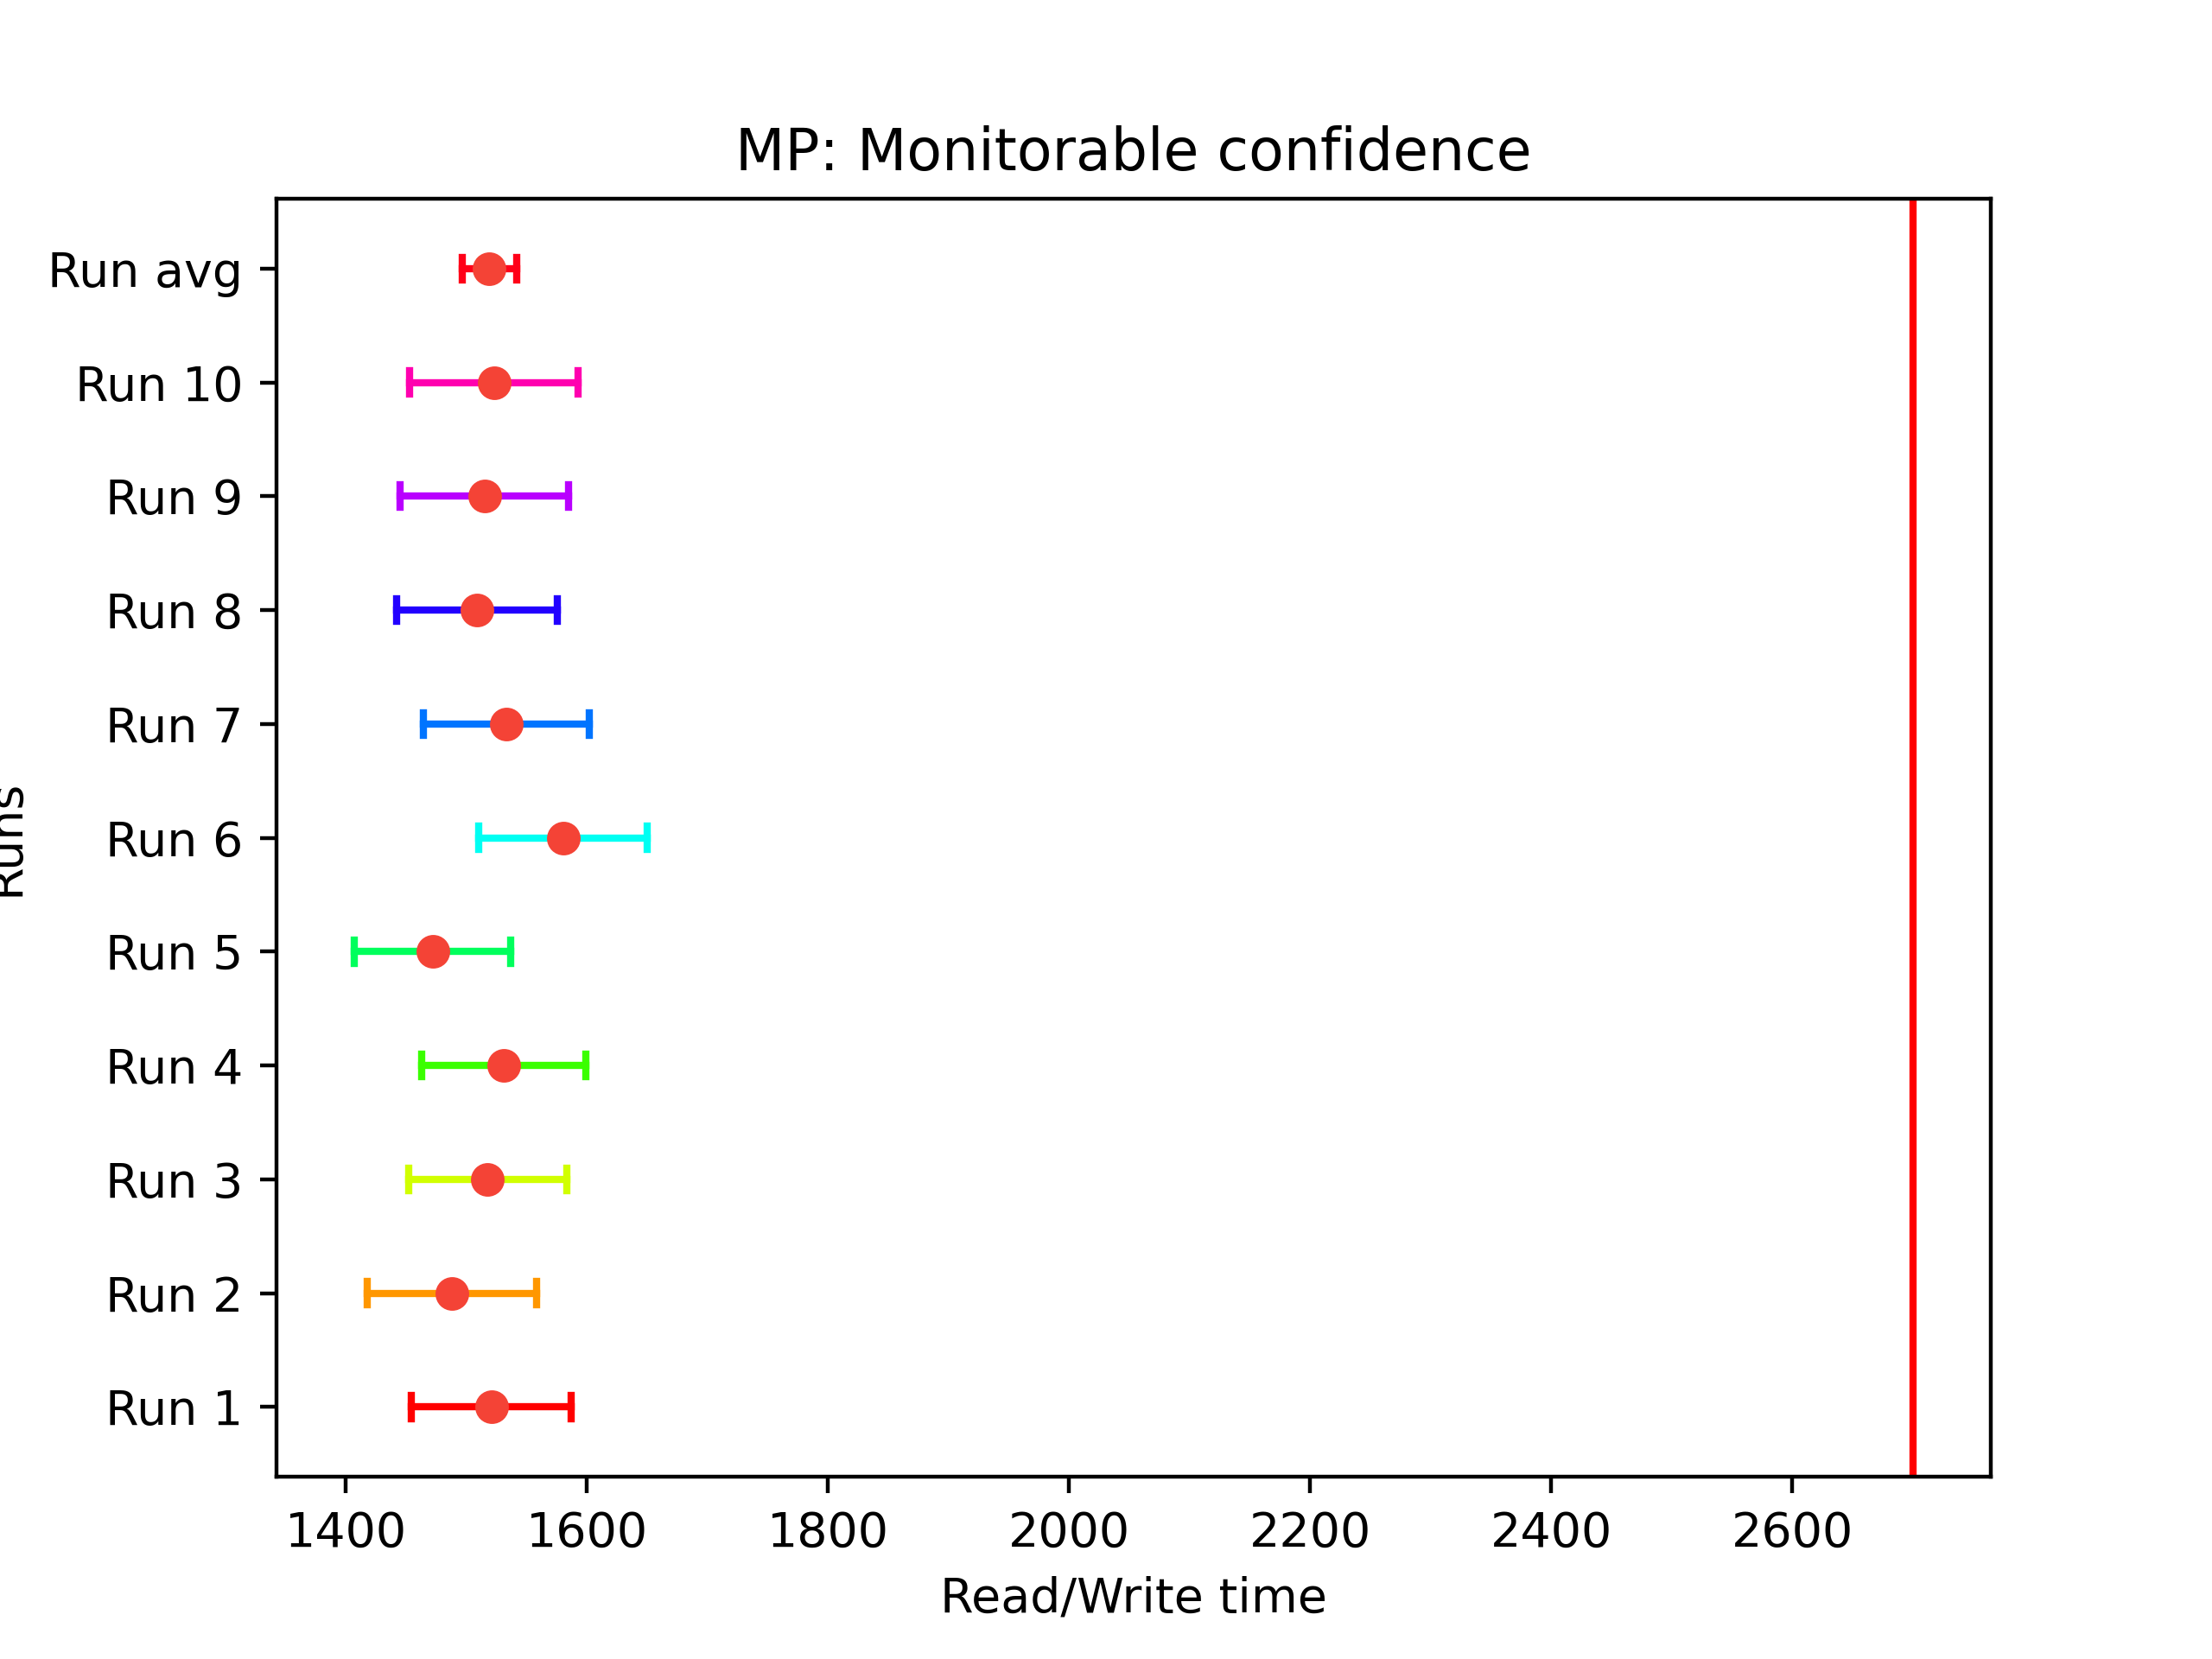 MP: Monitorable confidence
Run avg
Run 10
Run 9
Run 8
Run 7
Run 6
Run 5
Run 4
Run 3
Run 2
Run 1
Runs
1400 1600 1800 2000 2200 2400 2600
Read/Write time